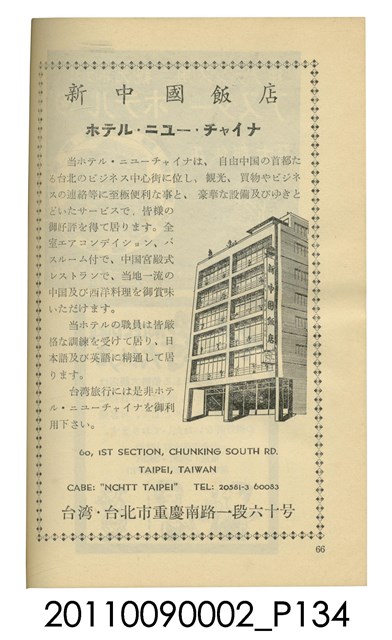 新中國飯店
ホテル・ニュー・チャイナ
当ホテル・ニューチャイナは、自由中国の首都た
る台北のビジネス中心街に位し、観光、買物やビジネ
スの連絡等に至極便利な事と、豪華な設備及びゆきと
どいたサービスで、皆様の
御好評を得て居ります。全
室エアコンデイション、バ
スルーム付で、中国宮殿式
レストランで、当地一流の
中国及び西洋料理を御賞味
いただけます。
当ホテルの職員は皆厳
格な訓練を受けて居り、日
本語及び英語に精通して居
ります。
台湾旅行には是非ホテ
ル・ニューチャイナを御利
用下さい。
新中國飯店
60, 1ST SECTION, CHUNKING SOUTH RD.
TAIPEI, TAIWAN
CABE: "NCHTT TAIPEI" TEL: 20581-3 60083
台湾・台北市重慶南路一段六十号
66
20110090002_P134